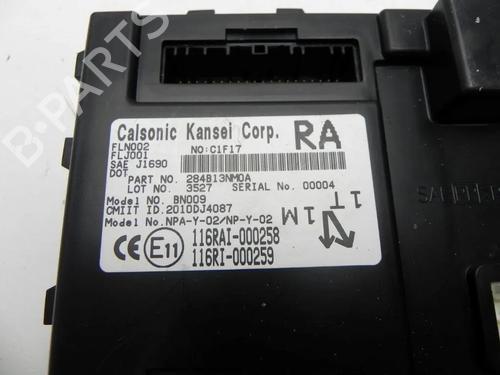 B-PARTS
Calsonic Kansei Corp. RA
FLN002 NO:C1F17
FLJ001
SAE J1690
DOT
PART NO. 284B13NM0A
LOT NO. 3527 SERIAL No. 00004
Model NO. BN009
CMIIT ID.2010DJ4087
Model No.NPA-Y-02/NP-Y-02
1T
1M
CE E11 116RAI-000258
116RI-000259